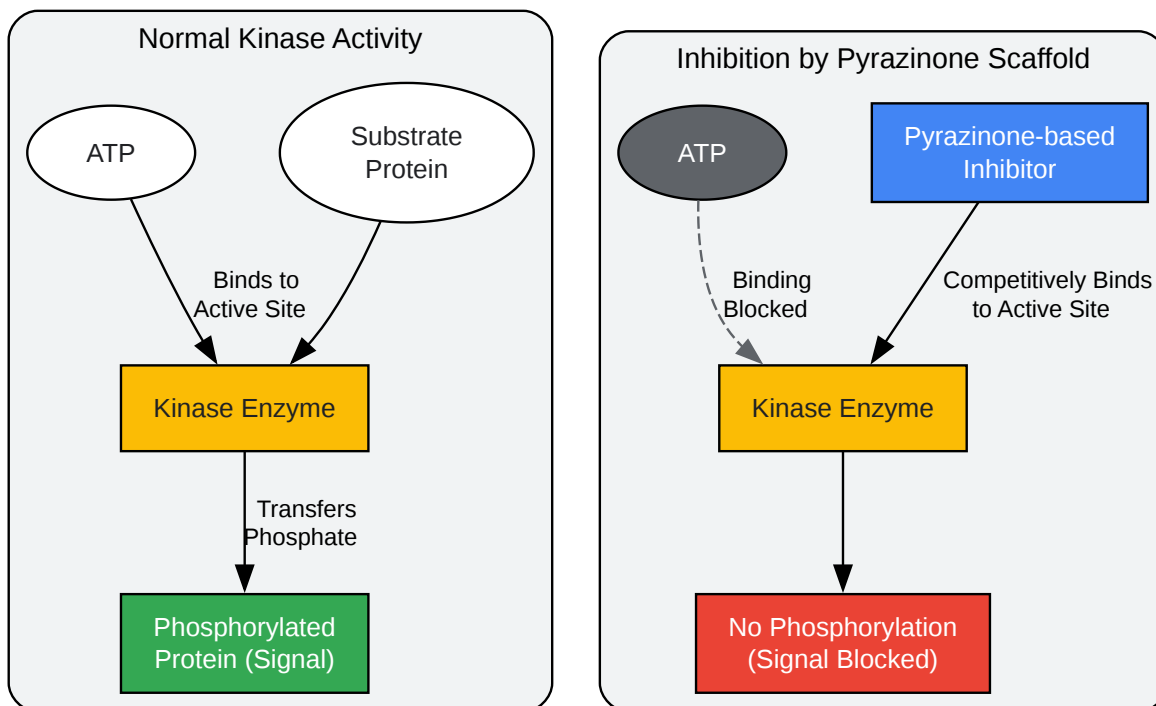 Normal Kinase Activity
ATP
Substrate
Protein
Binds to
Active Site
Kinase Enzyme
Transfers
Phosphate
Phosphorylated
Protein (Signal)
Inhibition by Pyrazinone Scaffold
ATP
Pyrazinone-based
Inhibitor
Binding
Blocked
Competitively Binds
to Active Site
Kinase Enzyme
No Phosphorylation
(Signal Blocked)